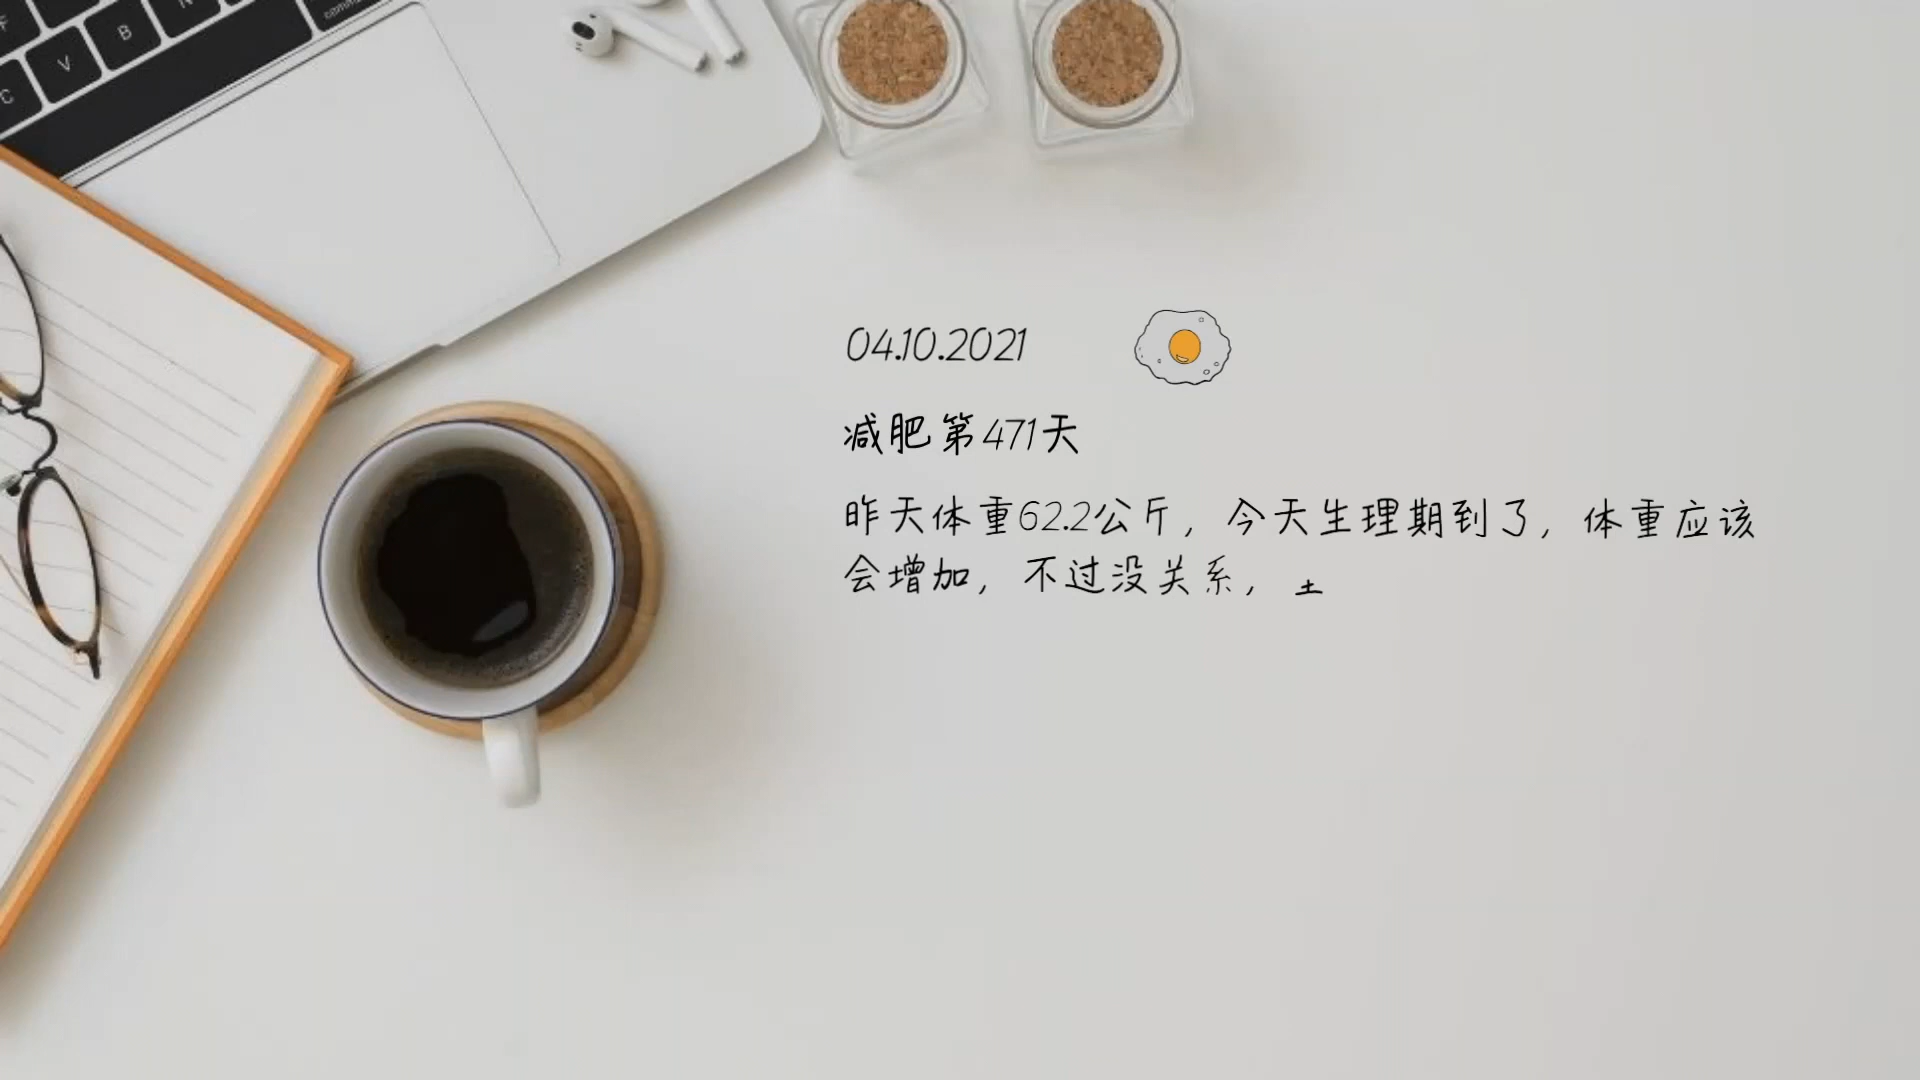 F
C
V
B
N
comma
04.10.2021
减肥第471天
昨天体重62.2公斤，今天生理期到了，体重应该
会增加，不过没关系，